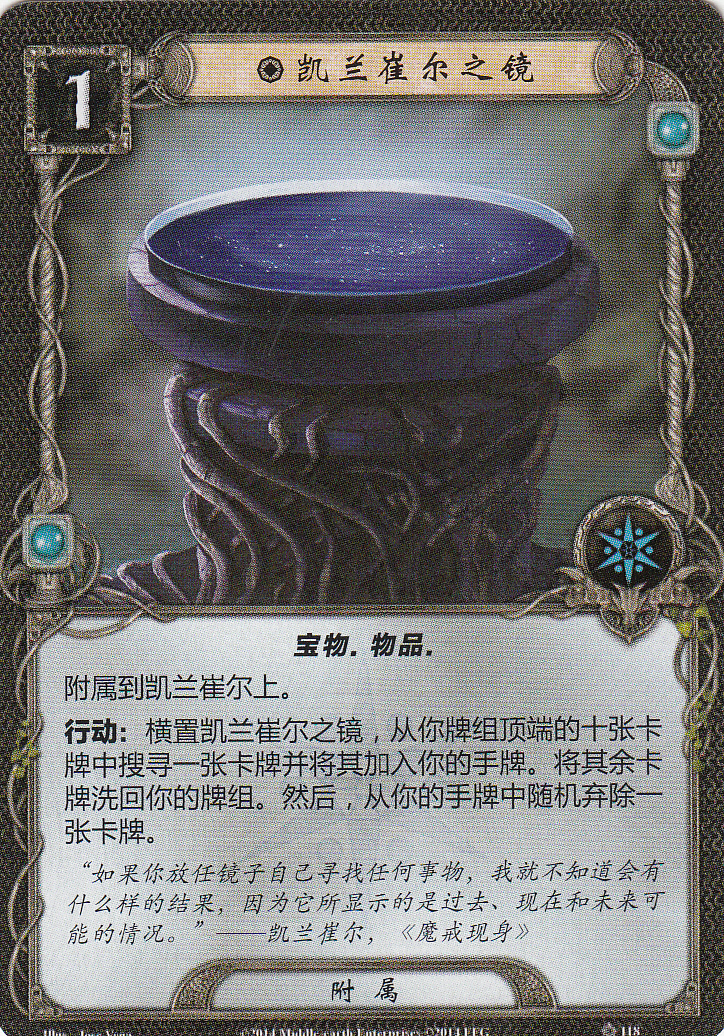 1
凯兰崔尔之镜
宝物. 物品.
附属到凯兰崔尔上。
行动: 横置凯兰崔尔之镜，从你牌组顶端的十张卡
牌中搜寻一张卡牌并将其加入你的手牌。将其余卡
牌洗回你的牌组。然后，从你的手牌中随机弃除一
张卡牌。
“如果你放任镜子自己寻找任何事物，我就不知道会有
什么样的结果，因为它所显示的是过去、现在和未来可
能的情况。”——凯兰崔尔，《魔戒现身》
附属
©2014 Middle-earth Enterprises ©2014 FFG
118